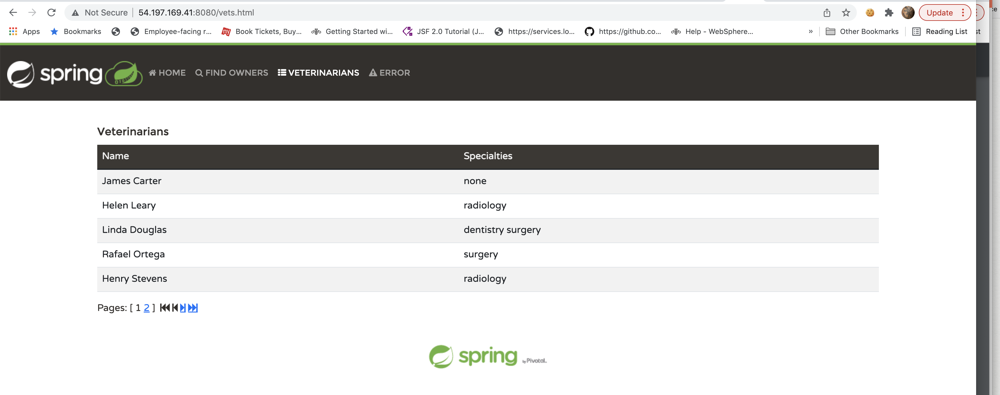 Not Secure | 54.197.169.41:8080/vets.html Update ce
Apps Bookmarks Employee-facing r... my Book Tickets, Buy... Getting Started wi... JSF 2.0 Tutorial (J... https://services.lo... https://github.co... Help - WebSphere... » Other Bookmarks Reading List st
spring HOME FIND OWNERS VETERINARIANS ERROR
Veterinarians
Name Specialties
James Carter none
Helen Leary radiology
Linda Douglas dentistry surgery
Rafael Ortega surgery
Henry Stevens radiology
Pages: [ 1 2 ]
spring by Pivotal